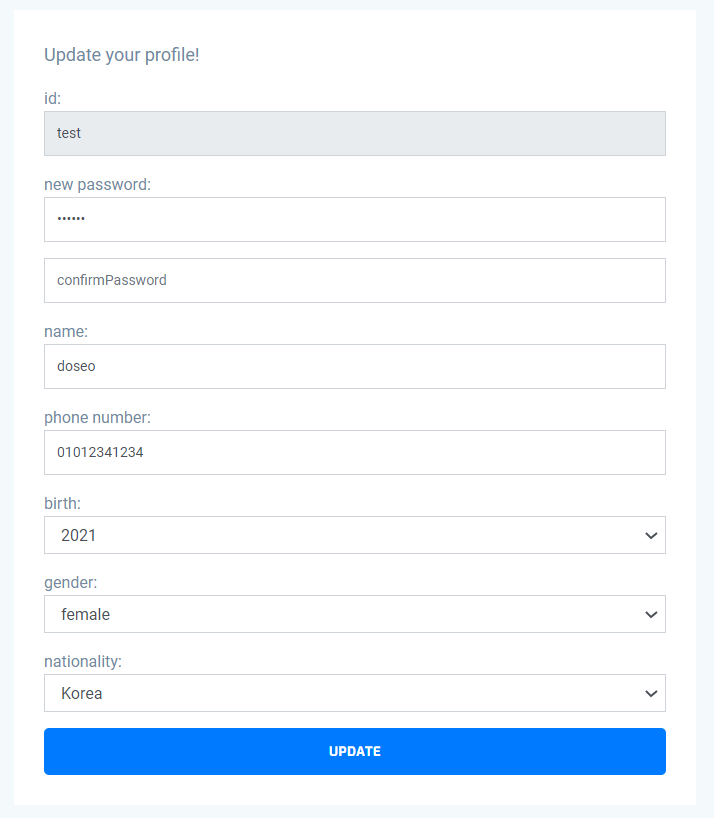 Update your profile!
id:
test
new password:
••••••
confirmPassword
name:
doseo
phone number:
01012341234
birth:
2021
gender:
female
nationality:
Korea
UPDATE